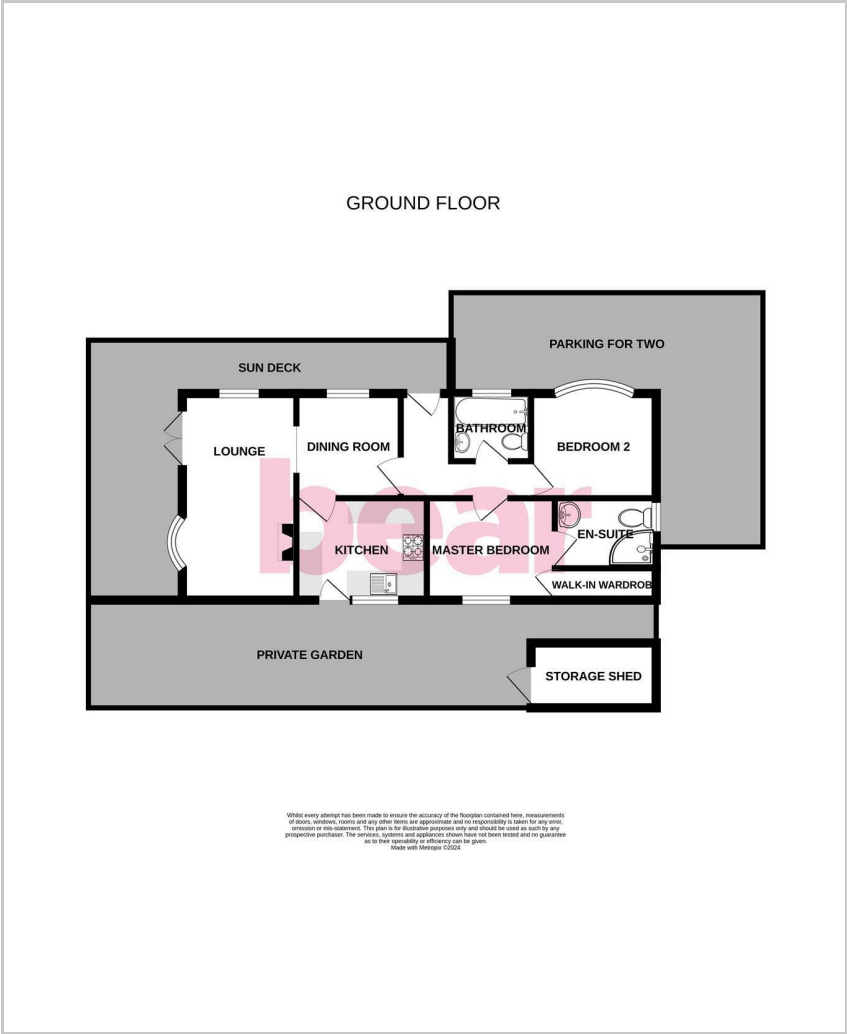 GROUND FLOOR
PARKING FOR TWO
SUN DECK
BATHROOM
LOUNGE
DINING ROOM
BEDROOM 2
bear
EN-SUITE
KITCHEN
MASTER BEDROOM
WALK-IN WARDROB
PRIVATE GARDEN
STORAGE SHED
Whilst every attempt has been made to ensure the accuracy of the floorplan contained here, measurements
of doors, windows, rooms and any other items are approximate and no responsibility is taken for any error,
omission or mis-statement. This plan is for illustrative purposes only and should be used as such by any
prospective purchaser. The services, systems and appliances shown have not been tested and no guarantee
as to their operability or efficiency can be given.
Made with Metropix ©2024